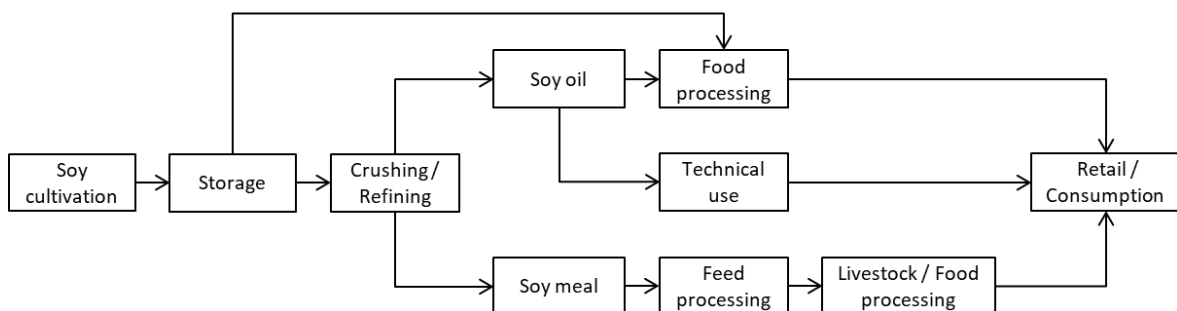 Soy oil
Food
processing
Soy
cultivation
Storage
Crushing /
Refining
Technical
use
Retail /
Consumption
Soy meal
Feed
processing
Livestock / Food
processing